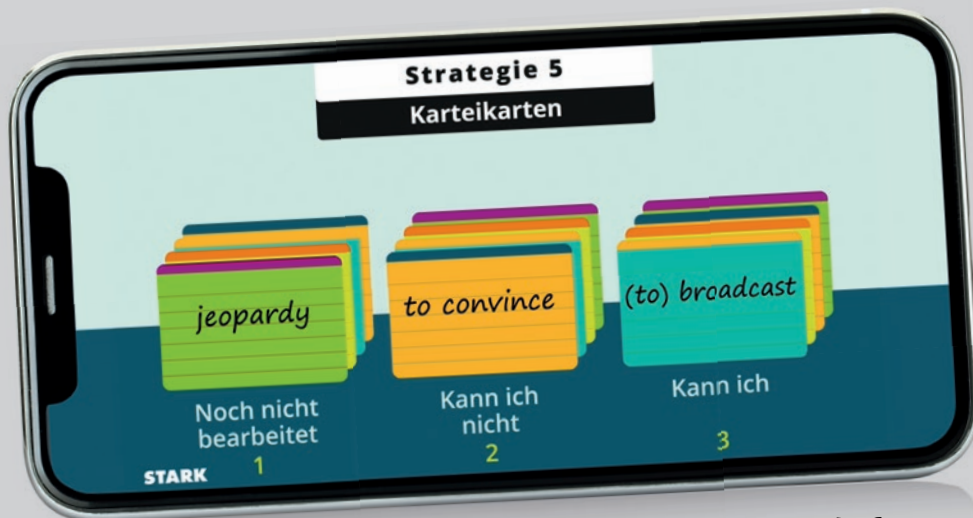 Strategie 5
Karteikarten
jeopardy
to convince
(to) broadcast
Noch nicht
bearbeitet
1
Kann ich
nicht
2
Kann ich
3
STARK